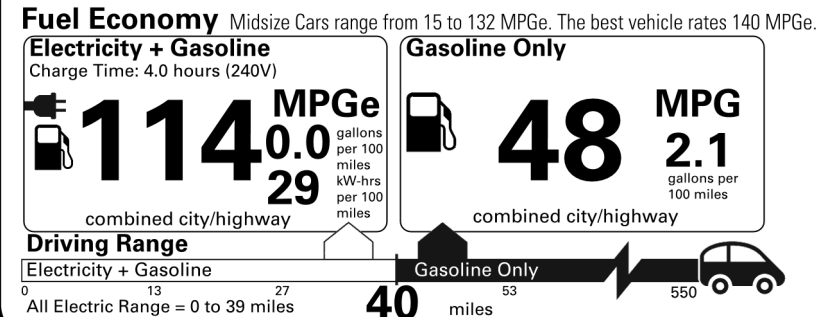 Fuel Economy Midsize Cars range from 15 to 132 MPGe. The best vehicle rates 140 MPGe.
Electricity + Gasoline
Charge Time: 4.0 hours (240V)
114
MPGe
0.0
gallons
per 100
miles
29
kW-hrs
per 100
miles
combined city/highway
Gasoline Only
48
MPG
2.1
gallons per
100 miles
combined city/highway
Driving Range
Electricity + Gasoline
Gasoline Only
0 13 27 40 miles 53 550
All Electric Range = 0 to 39 miles